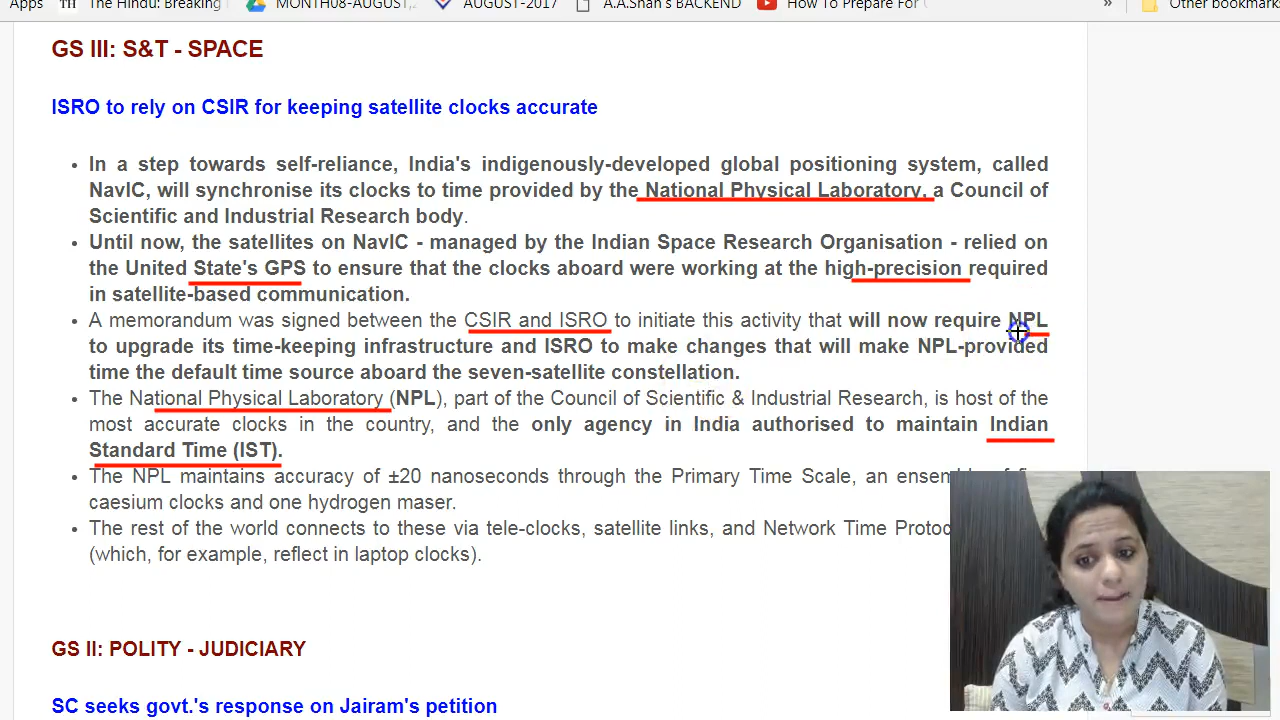 Apps TH The Hindu: Breaking MONTH08-AUGUST, AUGUST-2017 A.A.Shah's BACKEND How To Prepare For » Other bookmarks
GS III: S&T - SPACE
ISRO to rely on CSIR for keeping satellite clocks accurate
• In a step towards self-reliance, India's indigenously-developed global positioning system, called
NavIC, will synchronise its clocks to time provided by the National Physical Laboratory, a Council of
Scientific and Industrial Research body.
• Until now, the satellites on NavIC - managed by the Indian Space Research Organisation - relied on
the United State's GPS to ensure that the clocks aboard were working at the high-precision required
in satellite-based communication.
• A memorandum was signed between the CSIR and ISRO to initiate this activity that will now require NPL
to upgrade its time-keeping infrastructure and ISRO to make changes that will make NPL-provided
time the default time source aboard the seven-satellite constellation.
• The National Physical Laboratory (NPL), part of the Council of Scientific & Industrial Research, is host of the
most accurate clocks in the country, and the only agency in India authorised to maintain Indian
Standard Time (IST).
• The NPL maintains accuracy of ±20 nanoseconds through the Primary Time Scale, an
caesium clocks and one hydrogen maser.
• The rest of the world connects to these via tele-clocks, satellite links, and Network Time
(which, for example, reflect in laptop clocks).
GS II: POLITY - JUDICIARY
SC seeks govt.'s response on Jairam's petition